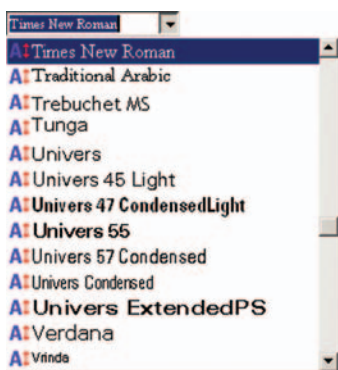 Times New Roman
Times New Roman
Traditional Arabic
Trebuchet MS
Tunga
Univers
Univers 45 Light
Univers 47 CondensedLight
Univers 55
Univers 57 Condensed
Univers Condensed
Univers ExtendedPS
Verdana
Vrinda